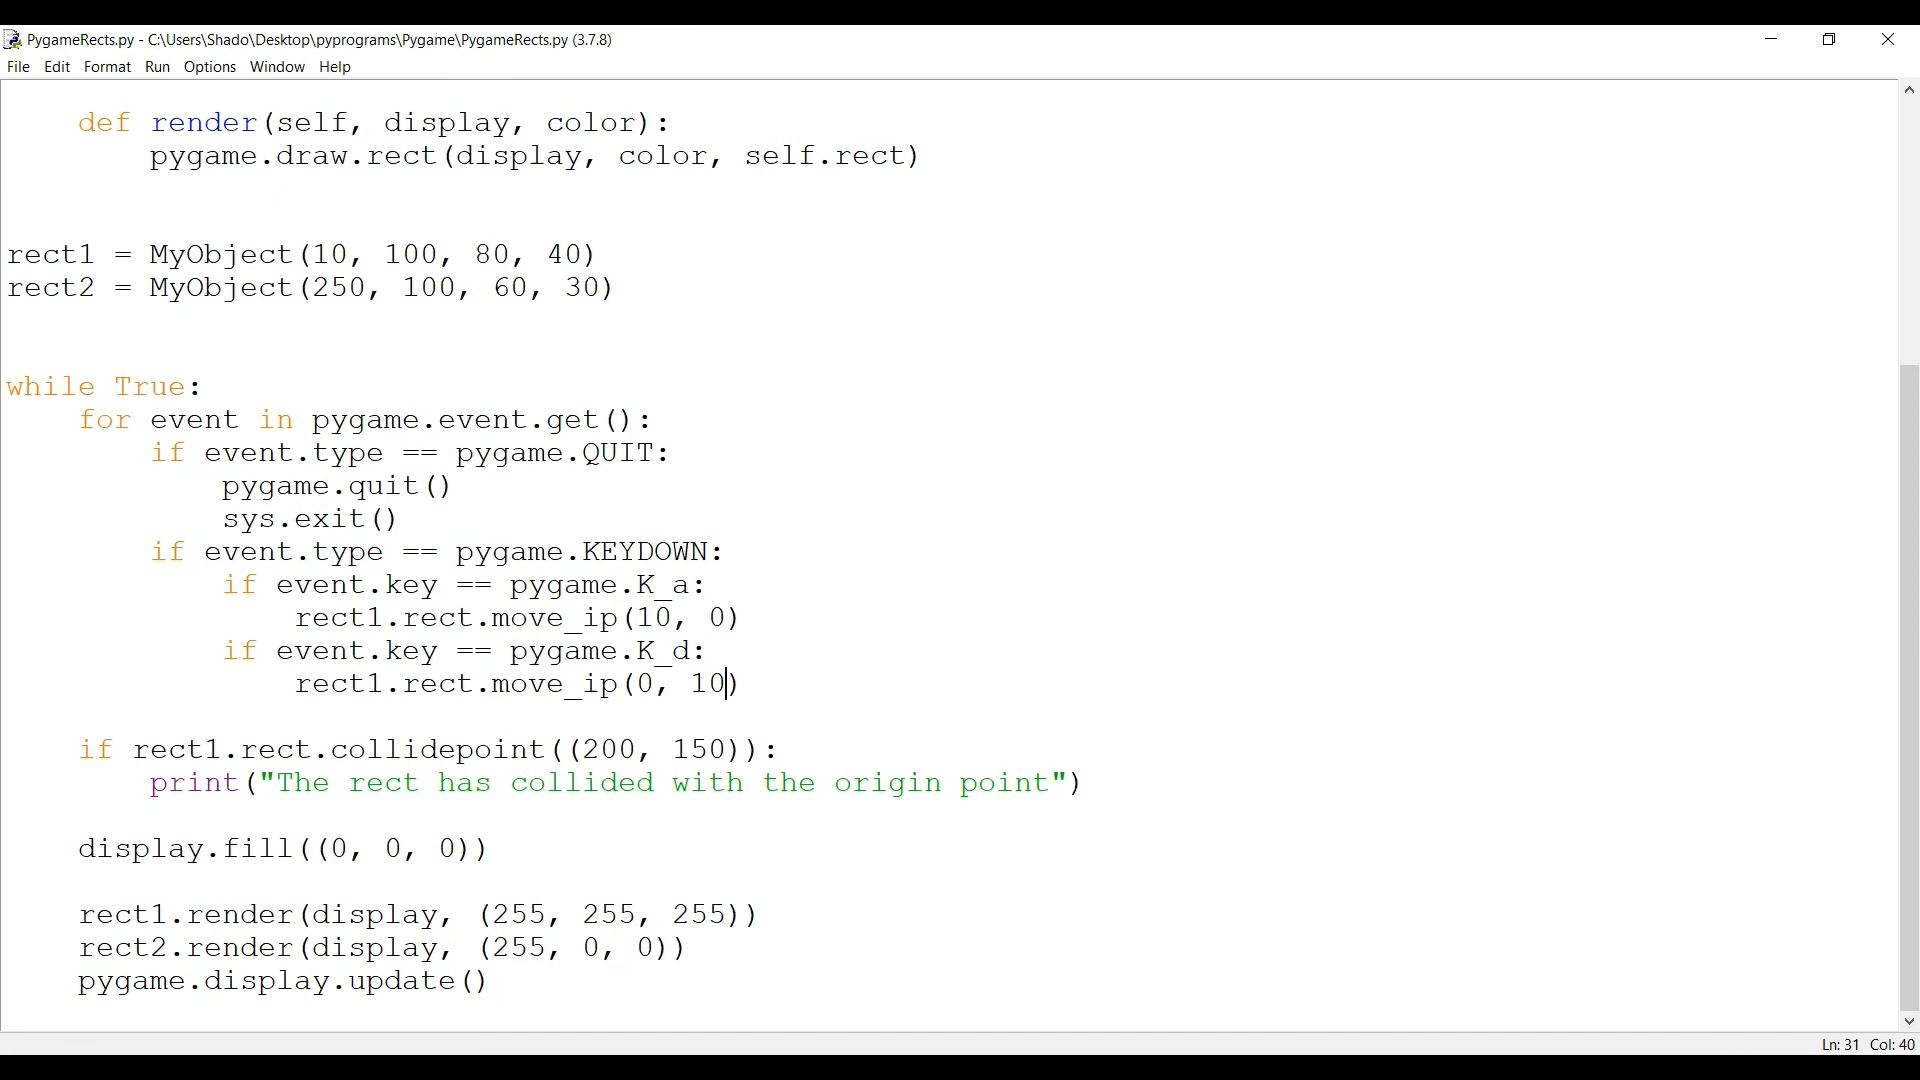 PygameRects.py - C:\Users\Shado\Desktop\pyprograms\Pygame\PygameRects.py (3.7.8)
File Edit Format Run Options Window Help
    def render(self, display, color):
        pygame.draw.rect(display, color, self.rect)
rect1 = MyObject(10, 100, 80, 40)
rect2 = MyObject(250, 100, 60, 30)
while True:
    for event in pygame.event.get():
        if event.type == pygame.QUIT:
            pygame.quit()
            sys.exit()
        if event.type == pygame.KEYDOWN:
            if event.key == pygame.K_a:
                rect1.rect.move_ip(10, 0)
            if event.key == pygame.K_d:
                rect1.rect.move_ip(0, 10)
    if rect1.rect.collidepoint((200, 150)):
        print("The rect has collided with the origin point")
    display.fill((0, 0, 0))
    rect1.render(display, (255, 255, 255))
    rect2.render(display, (255, 0, 0))
    pygame.display.update()
Ln: 31 Col: 40